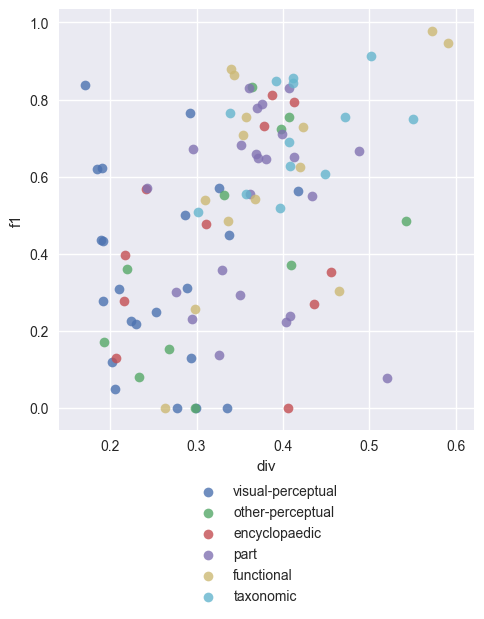 1.0
0.8
0.6
0.4
0.2
0.0
f1
0.2 0.3 0.4 0.5 0.6
div
visual-perceptual
other-perceptual
encyclopaedic
part
functional
taxonomic